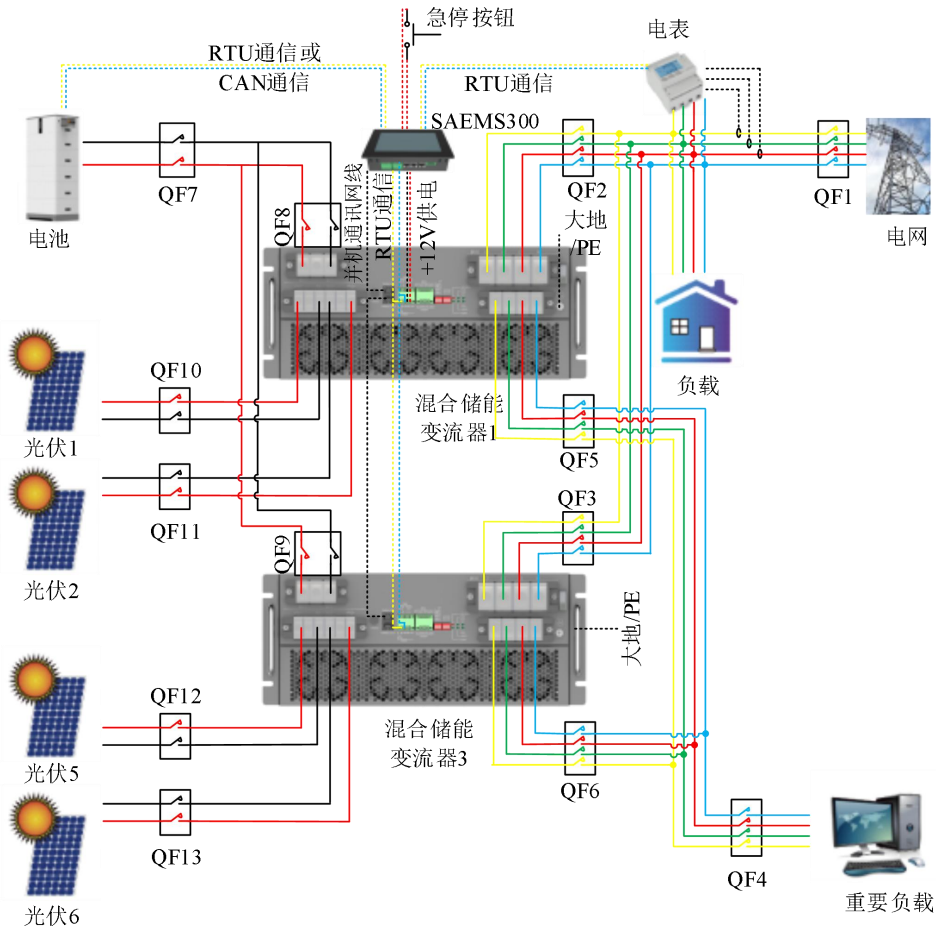 急停按钮
电表
RTU通信或
CAN通信
RTU通信
SAEMS300
QF7
QF8
并机通讯网线
RTU通信
+12V供电
QF2
大地
/PE
QF1
电网
电池
负载
QF10
光伏1
混合储能
变流器1
QF5
QF11
光伏2
QF3
QF9
大地/PE
QF12
光伏5
混合储能
变流器3
QF6
QF13
光伏6
QF4
重要负载